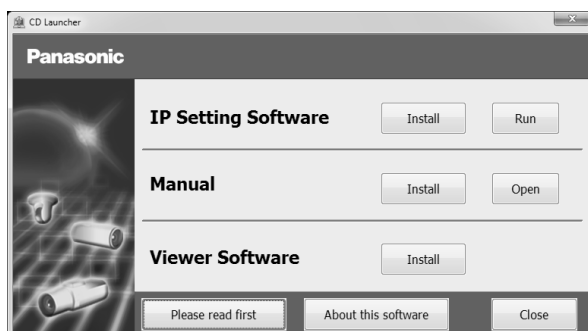 CD Launcher
Panasonic
IP Setting Software Install Run
Manual Install Open
Viewer Software Install
Please read first About this software Close